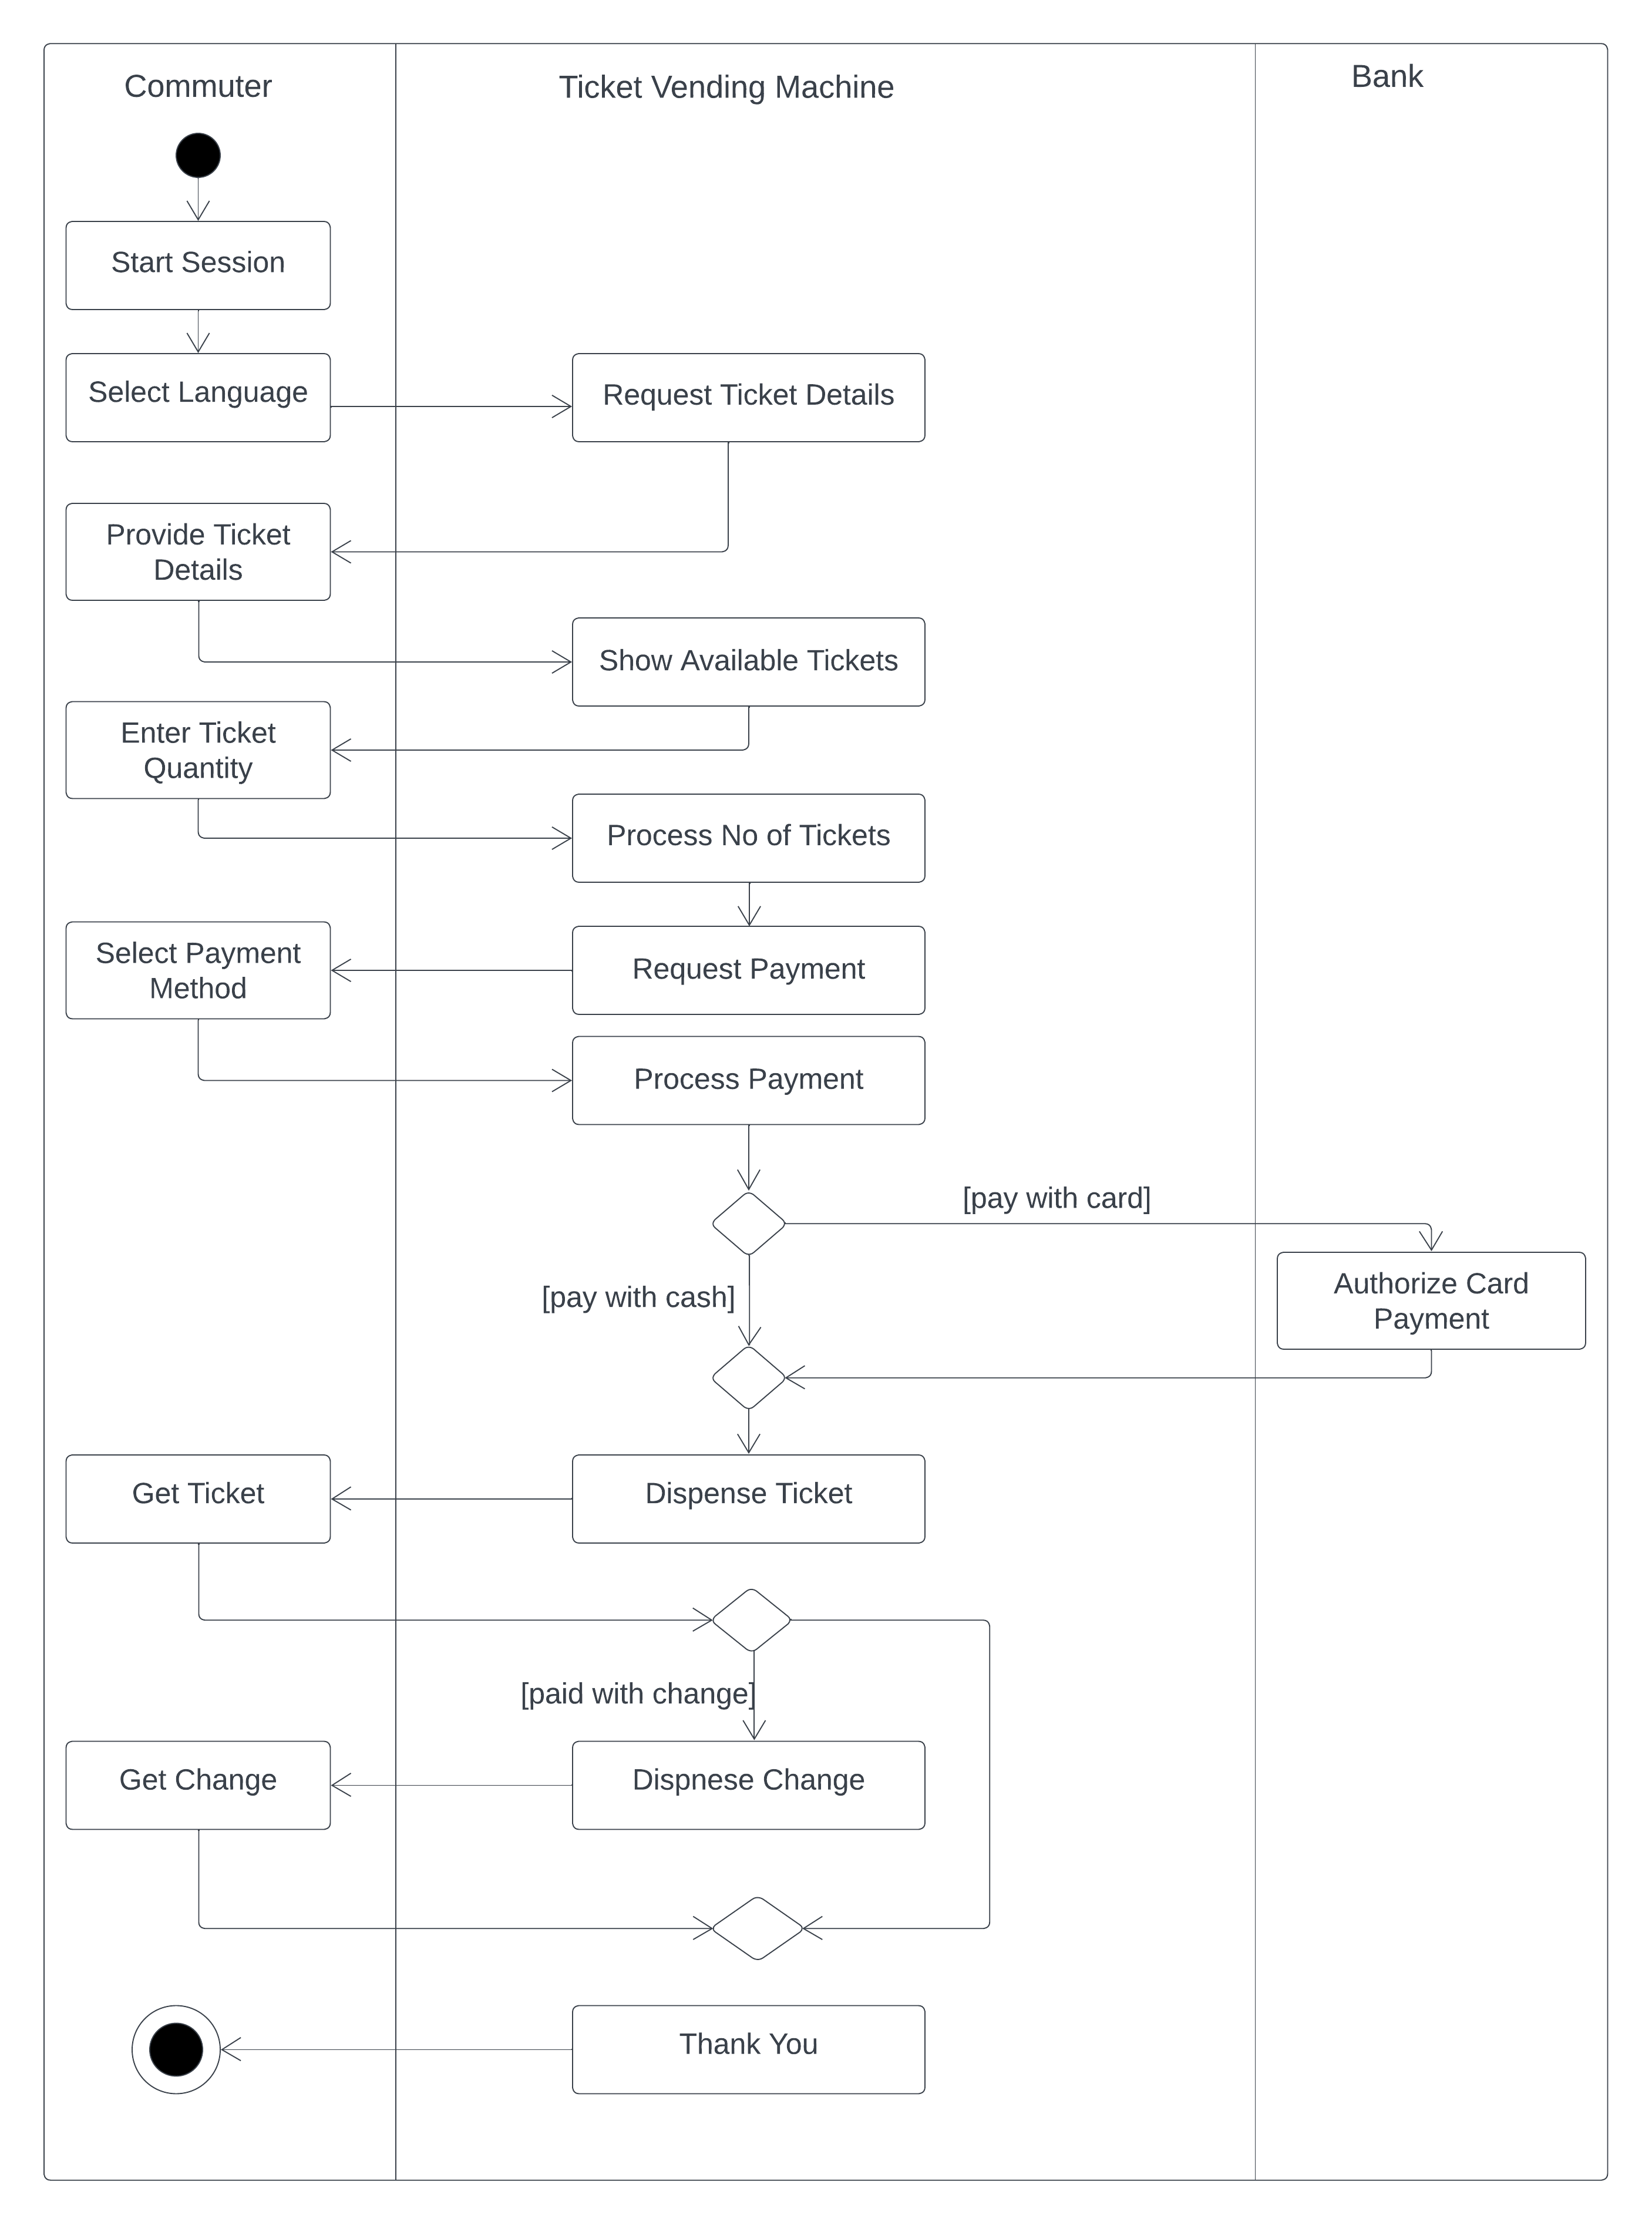 Commuter
Ticket Vending Machine
Bank
Start Session
Select Language
Request Ticket Details
Provide Ticket
Details
Show Available Tickets
Enter Ticket
Quantity
Process No of Tickets
Select Payment
Method
Request Payment
Process Payment
[pay with card]
[pay with cash]
Authorize Card
Payment
Get Ticket
Dispense Ticket
[paid with change]
Get Change
Dispnese Change
Thank You